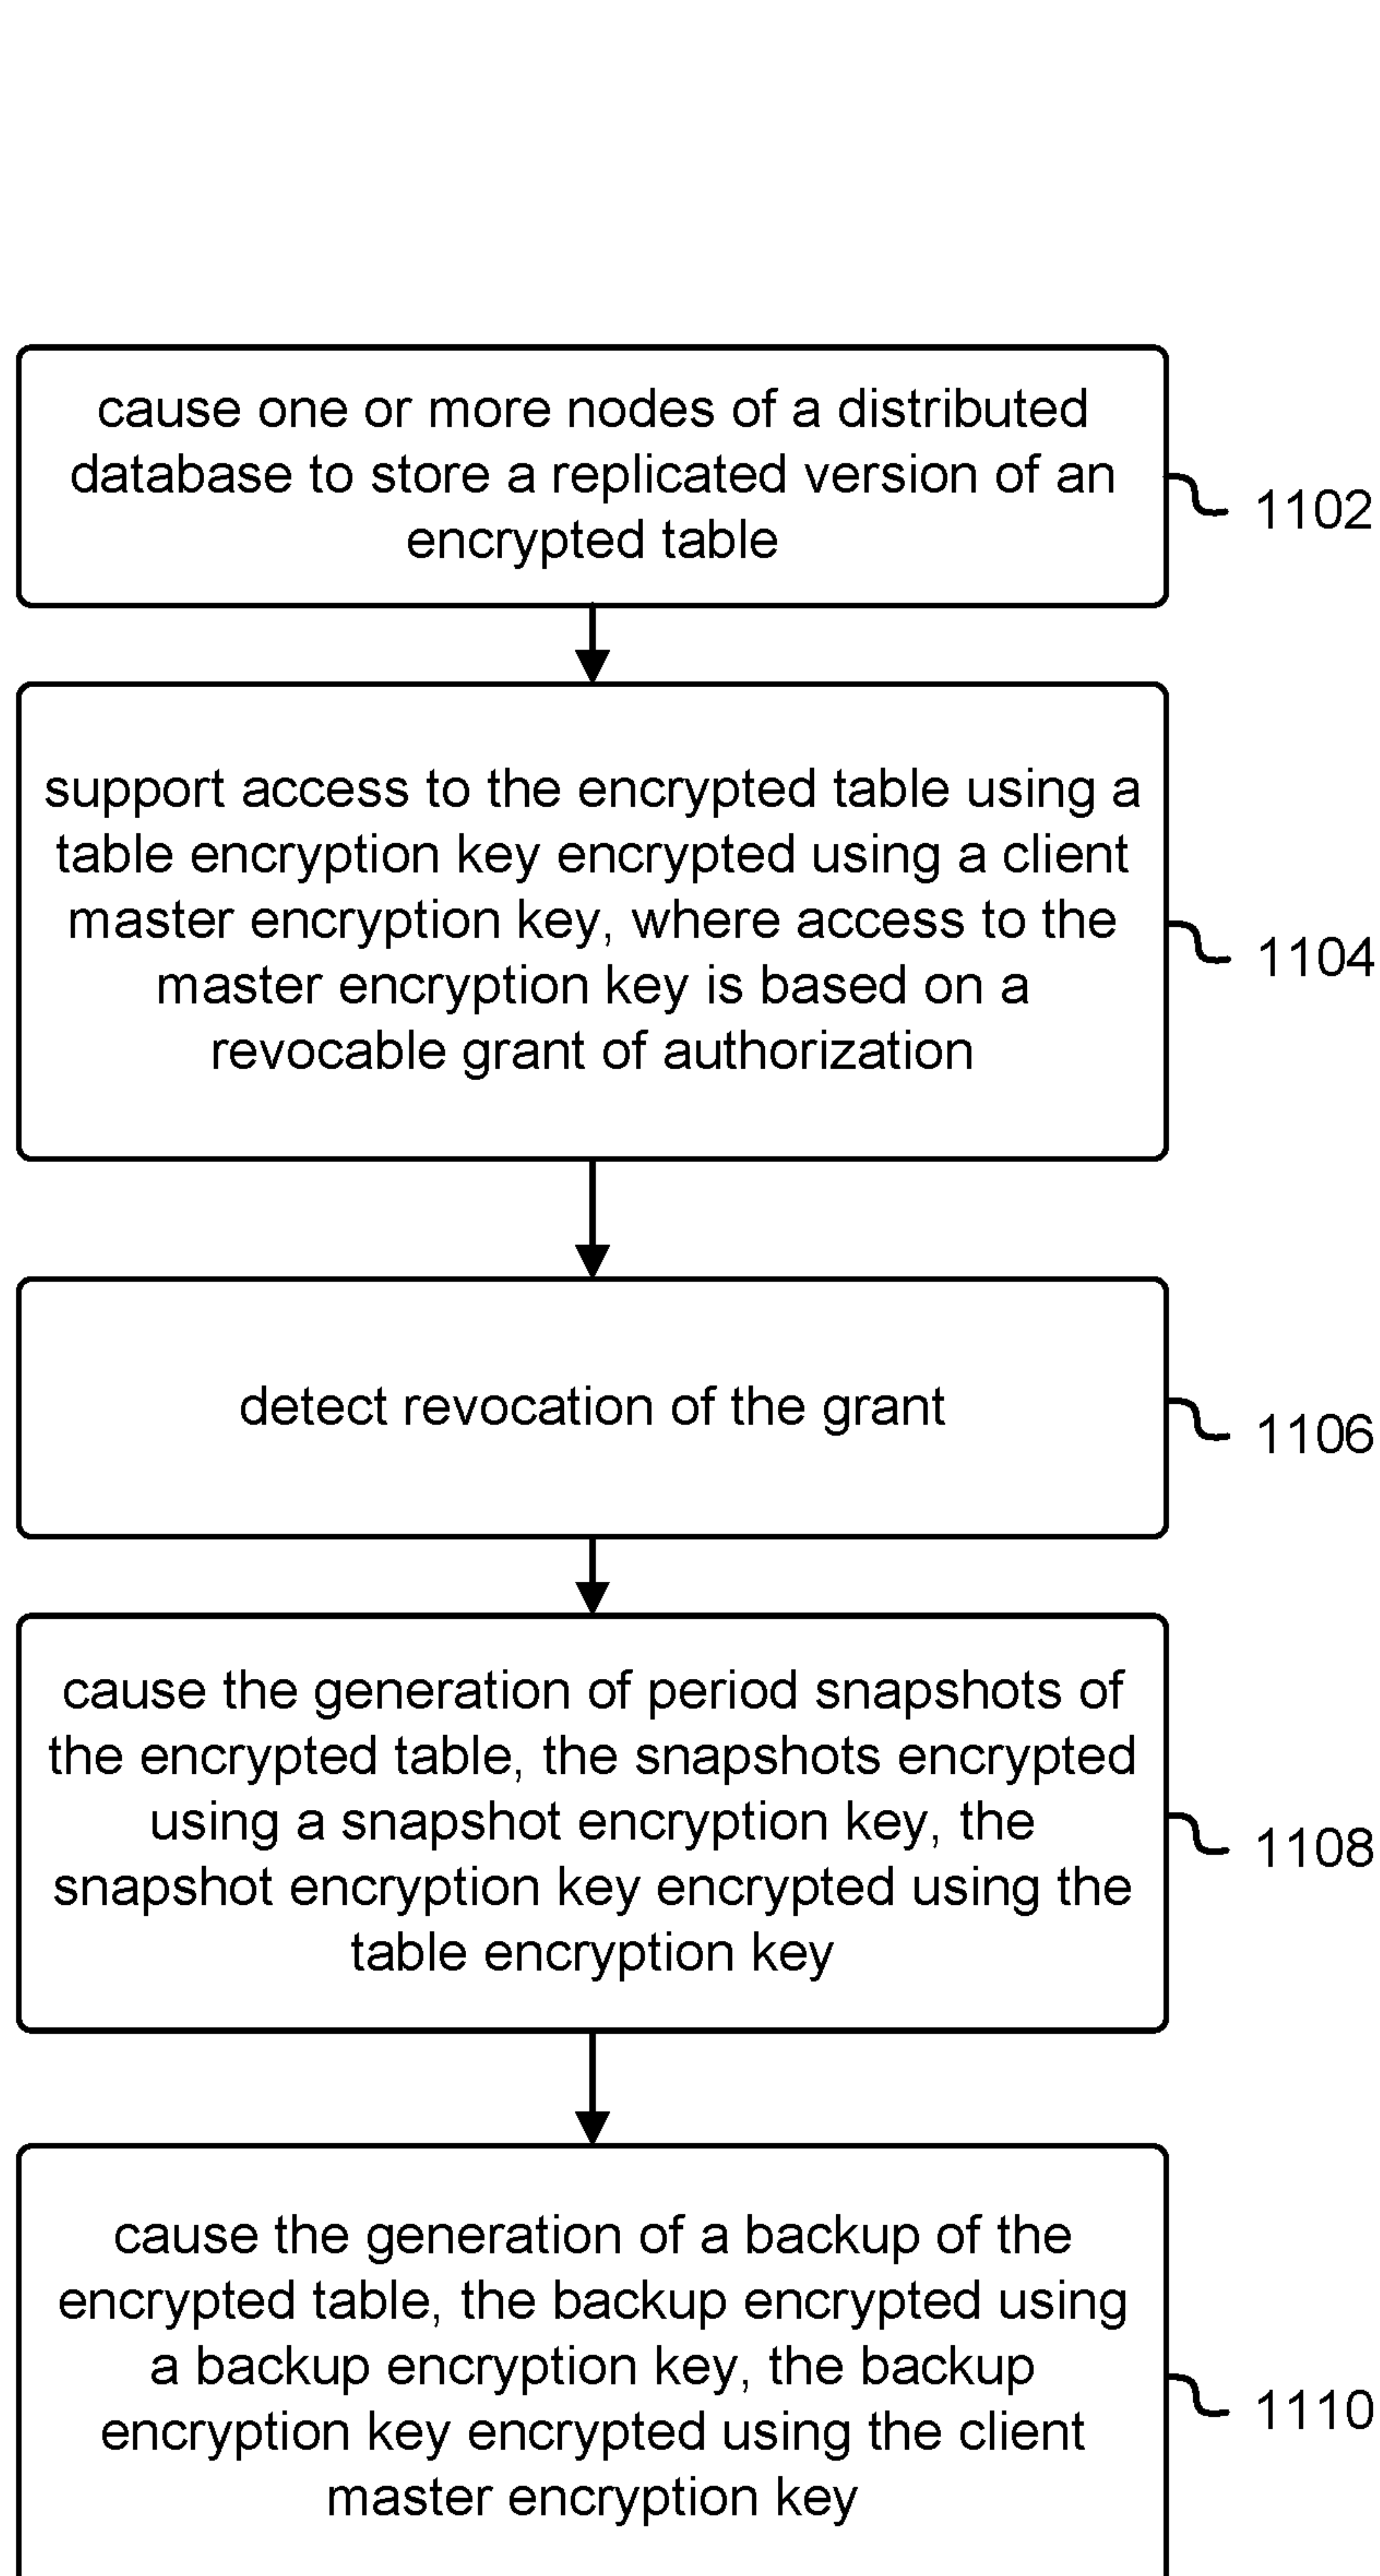 cause one or more nodes of a distributed
database to store a replicated version of an
encrypted table
1102
support access to the encrypted table using a
table encryption key encrypted using a client
master encryption key, where access to the
master encryption key is based on a
revocable grant of authorization
1104
detect revocation of the grant
1106
cause the generation of period snapshots of
the encrypted table, the snapshots encrypted
using a snapshot encryption key, the
snapshot encryption key encrypted using the
table encryption key
1108
cause the generation of a backup of the
encrypted table, the backup encrypted using
a backup encryption key, the backup
encryption key encrypted using the client
master encryption key
1110